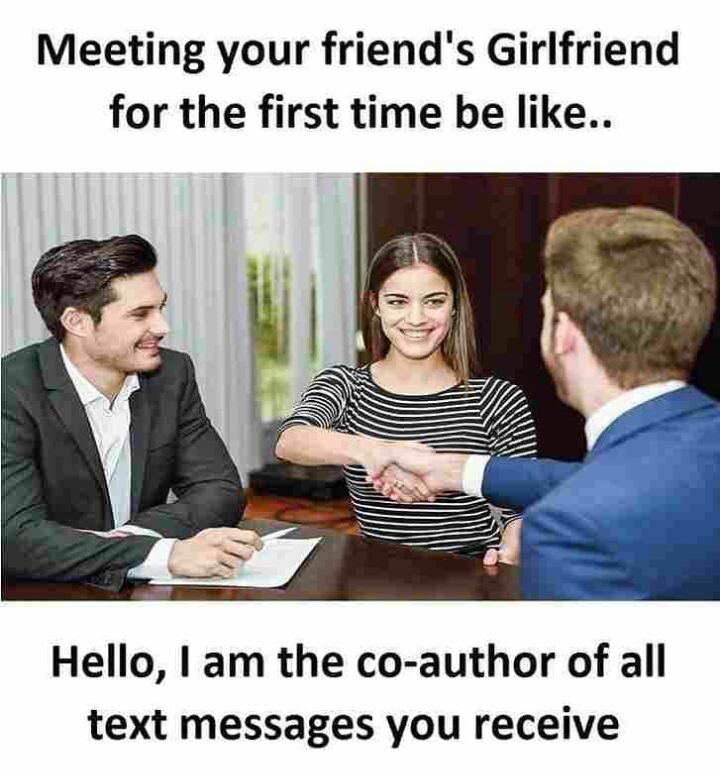 Meeting your friend's Girlfriend
for the first time be like..
Hello, I am the co-author of all
text messages you receive